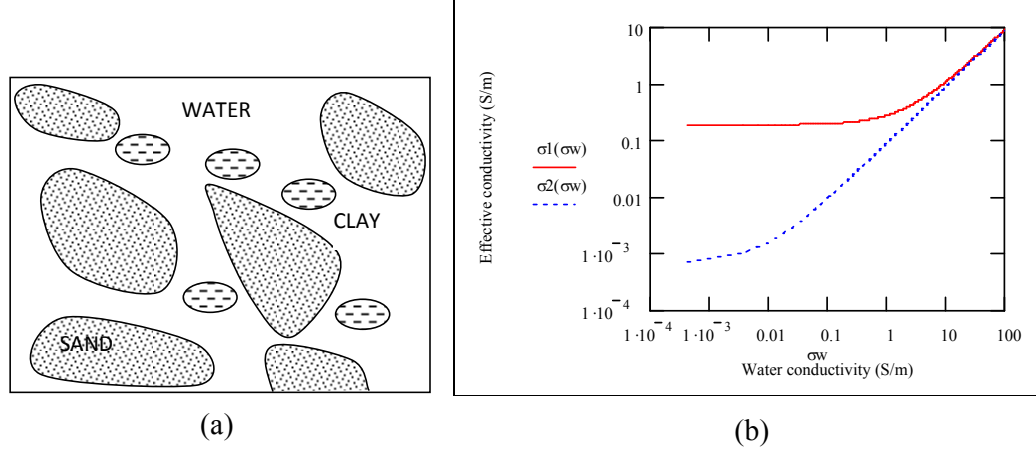 WATER
CLAY
SAND
(a)
Effective conductivity (S/m)
10
1
0.1
0.01
1·10⁻³
1·10⁻⁴
σ1(σw)
σ2(σw)
1·10⁻⁴ 1·10⁻³ 0.01 0.1 1 10 100
σw
Water conductivity (S/m)
(b)